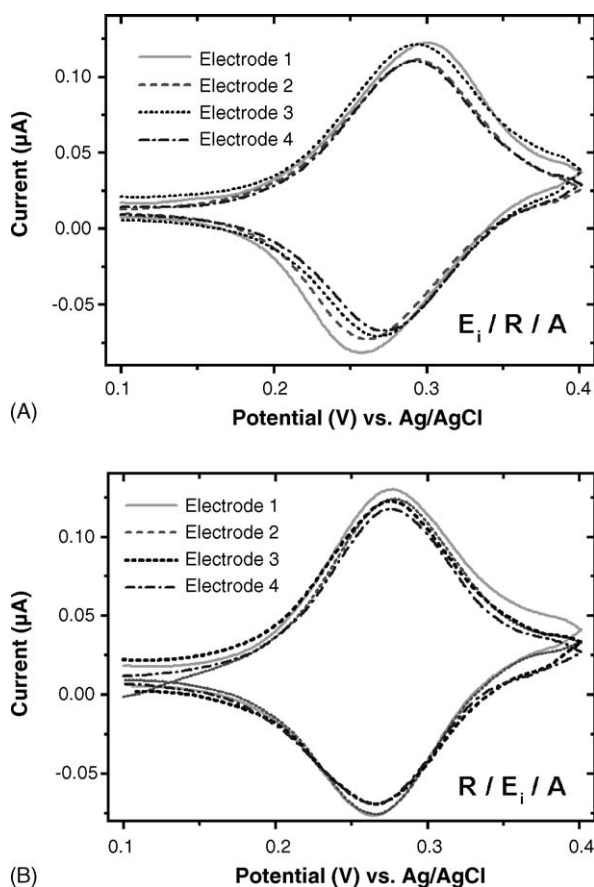 Electrode 1
Electrode 2
Electrode 3
Electrode 4
0.10
0.05
0.00
-0.05
Current (µA)
E_i / R / A
0.1 0.2 0.3 0.4
(A)
Potential (V) vs. Ag/AgCl
Electrode 1
Electrode 2
Electrode 3
Electrode 4
0.10
0.05
0.00
-0.05
Current (µA)
R / E_i / A
0.1 0.2 0.3 0.4
(B)
Potential (V) vs. Ag/AgCl